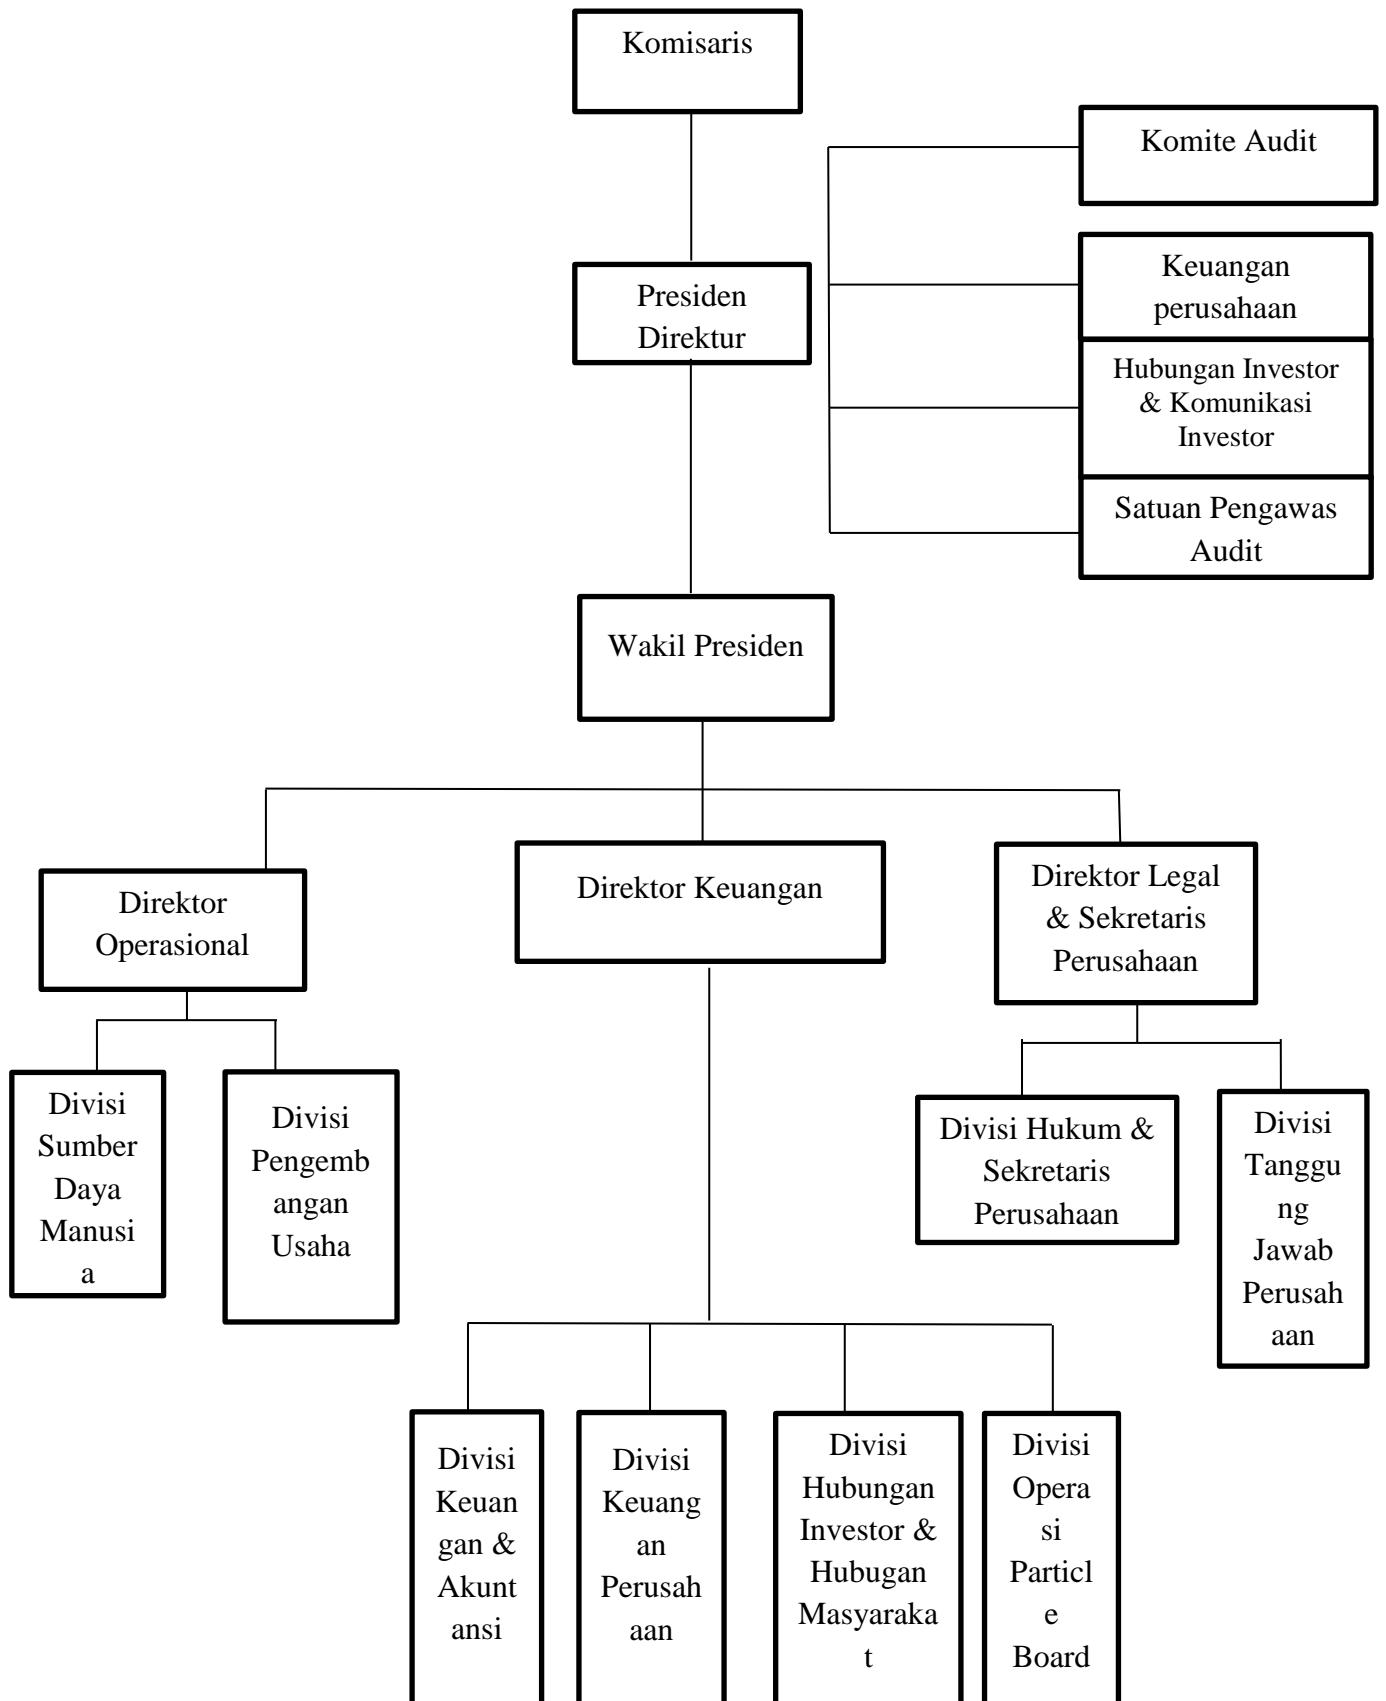 Komisaris
Komite Audit
Keuangan
perusahaan
Presiden
Direktur
Hubungan Investor
& Komunikasi
Investor
Satuan Pengawas
Audit
Wakil Presiden
Direktor
Operasional
Direktor Keuangan
Direktor Legal
& Sekretaris
Perusahaan
Divisi
Sumber
Daya
Manusi
a
Divisi
Pengemb
angan
Usaha
Divisi Hukum &
Sekretaris
Perusahaan
Divisi
Tanggu
ng
Jawab
Perusah
aan
Divisi
Keuan
gan &
Akunt
ansi
Divisi
Keuang
an
Perusah
aan
Divisi
Hubungan
Investor &
Hubugan
Masyaraka
t
Divisi
Opera
si
Particl
e
Board